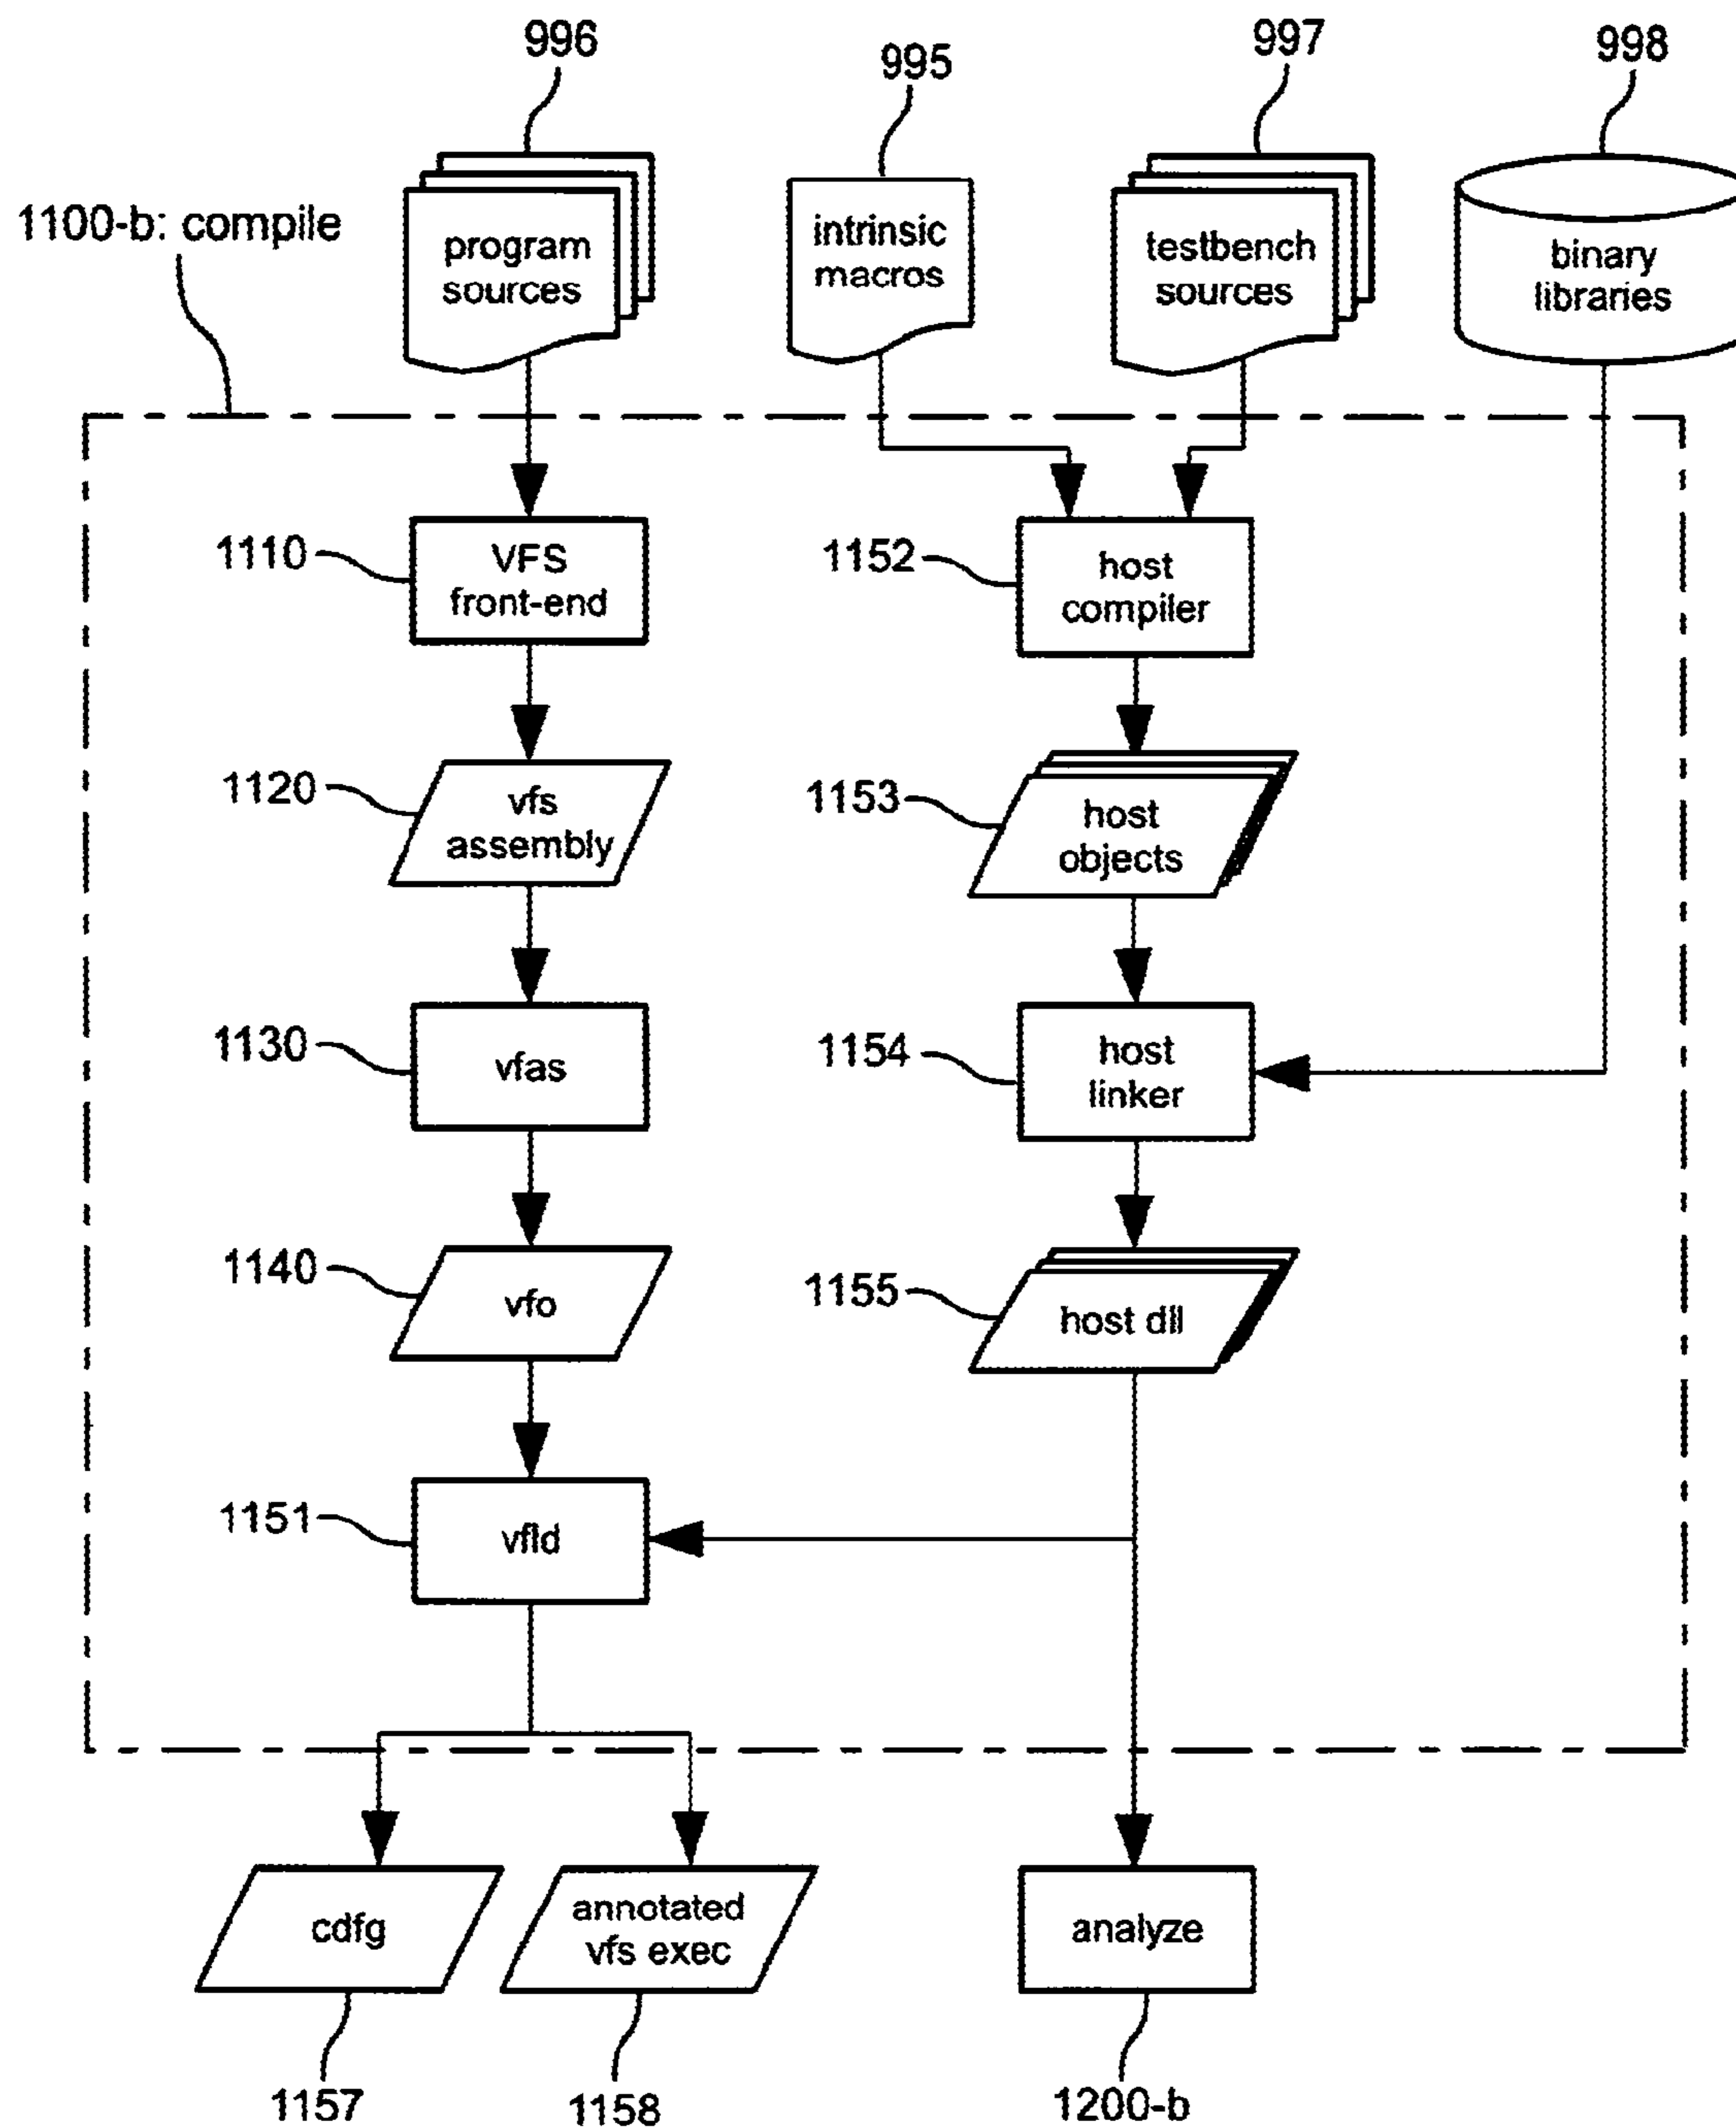 996
995
997
998
1100-b: compile
program
sources
intrinsic
macros
testbench
sources
binary
libraries
1110
VFS
front-end
1152
host
compiler
1120
vfs
assembly
1153
host
objects
1130
vfas
1154
host
linker
1140
vfo
1155
host dll
1151
vfld
cdfg
annotated
vfs exec
analyze
1157
1158
1200-b